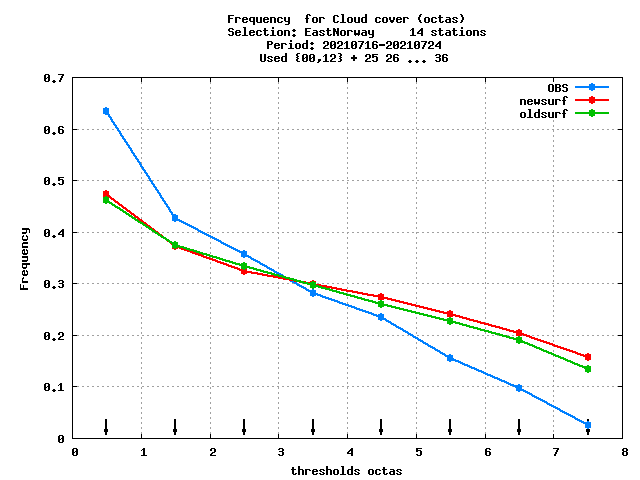 Frequency  for Cloud cover (octas)
Selection: EastNorway     14 stations
Period: 20210716-20210724
Used {00,12} + 25 26 ... 36
0.7
0.6
0.5
0.4
0.3
0.2
0.1
0
Frequency
OBS
newsurf
oldsurf
0 1 2 3 4 5 6 7 8
thresholds octas